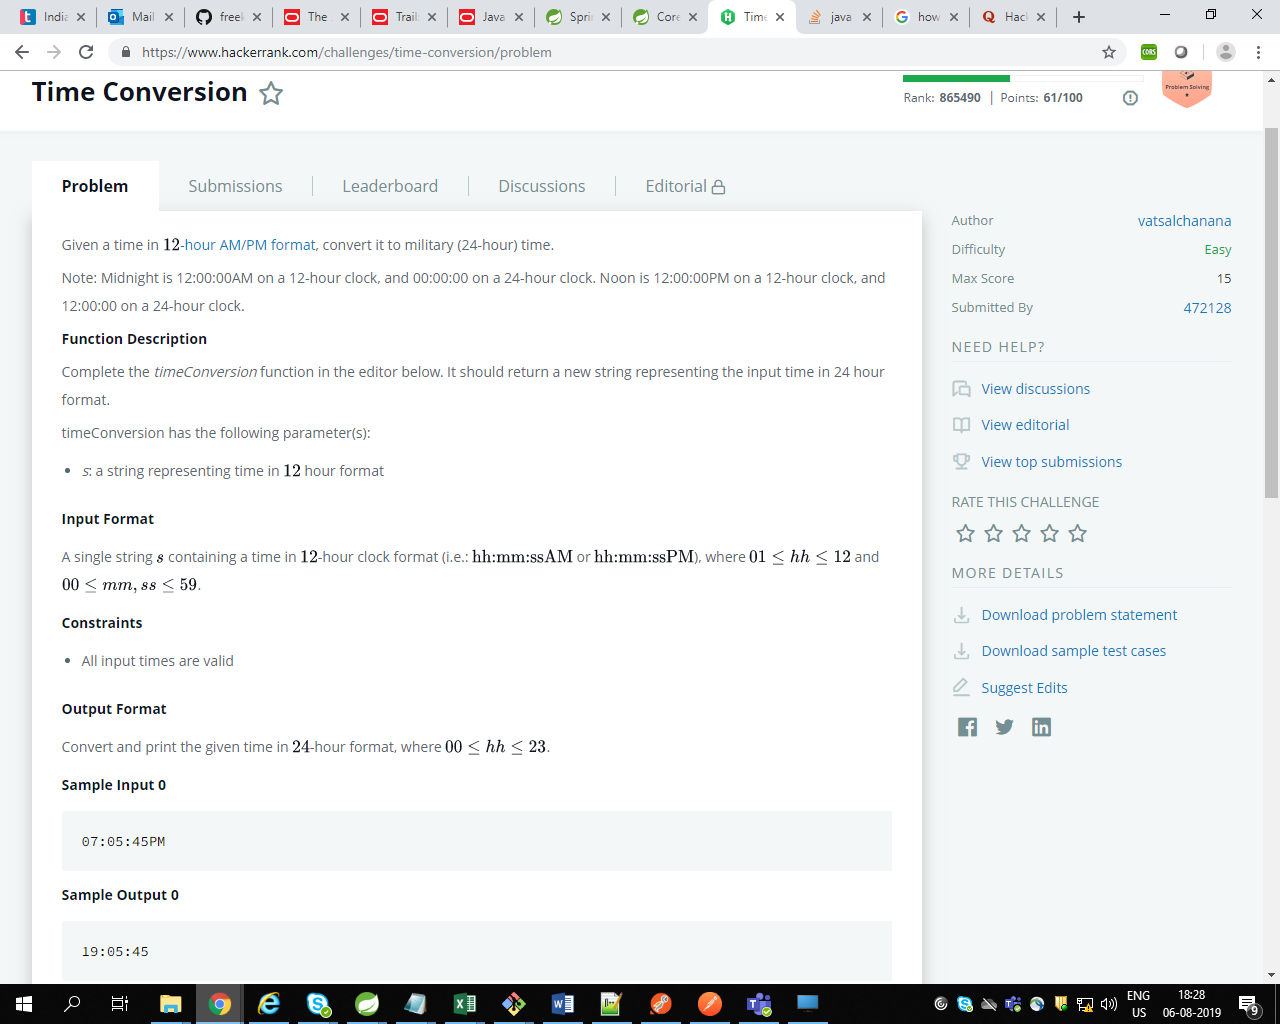 India
Mail
freel
The
Trail
Java
Sprin
Core
Time
java
how
Hack
https://www.hackerrank.com/challenges/time-conversion/problem
CORS
Time Conversion
Rank: 865490 | Points: 61/100
Problem Solving
Problem
Submissions
Leaderboard
Discussions
Editorial
Given a time in 12-hour AM/PM format, convert it to military (24-hour) time.
Note: Midnight is 12:00:00AM on a 12-hour clock, and 00:00:00 on a 24-hour clock. Noon is 12:00:00PM on a 12-hour clock, and
12:00:00 on a 24-hour clock.
Function Description
Complete the timeConversion function in the editor below. It should return a new string representing the input time in 24 hour
format.
timeConversion has the following parameter(s):
• s: a string representing time in 12 hour format
Input Format
A single string s containing a time in 12-hour clock format (i.e.: hh:mm:ssAM or hh:mm:ssPM), where 01 ≤ hh ≤ 12 and
00 ≤ mm, ss ≤ 59.
Constraints
• All input times are valid
Output Format
Convert and print the given time in 24-hour format, where 00 ≤ hh ≤ 23.
Sample Input 0
07:05:45PM
Sample Output 0
19:05:45
Author vatsalchanana
Difficulty Easy
Max Score 15
Submitted By 472128
NEED HELP?
View discussions
View editorial
View top submissions
RATE THIS CHALLENGE
MORE DETAILS
Download problem statement
Download sample test cases
Suggest Edits
ENG
US
18:28
06-08-2019
9